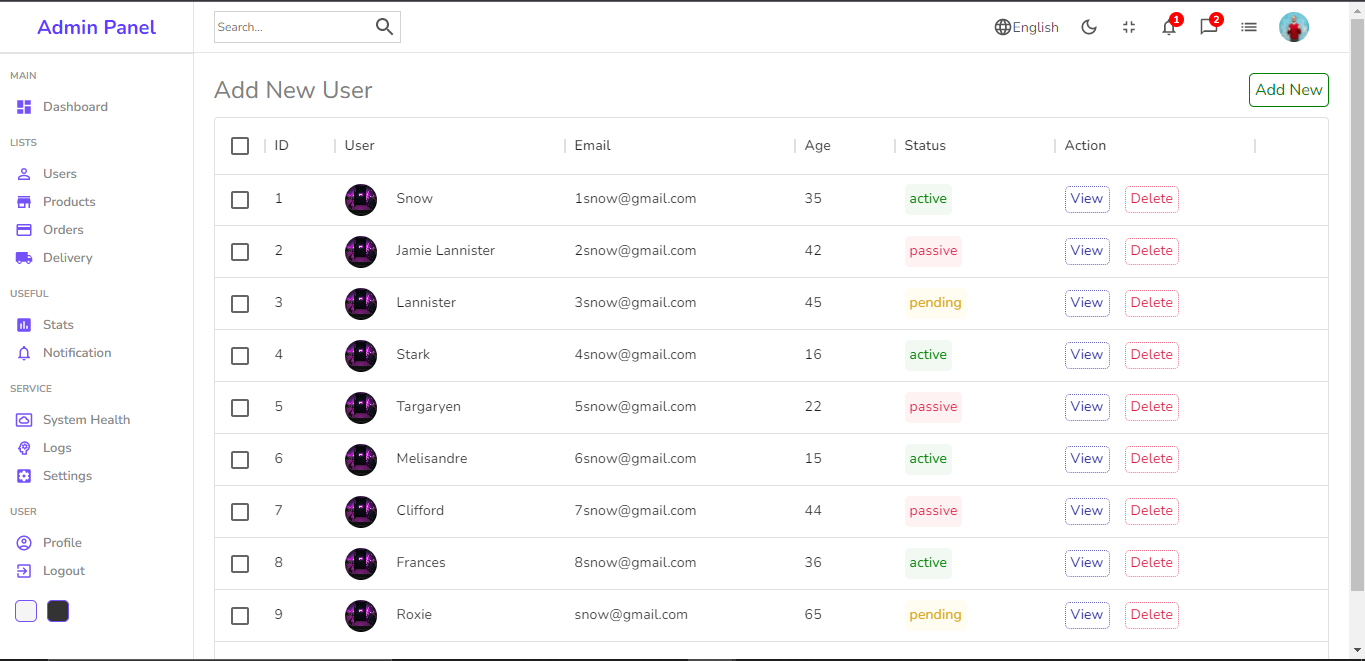 Admin Panel
Search...
English
1
2
MAIN
Dashboard
LISTS
Users
Products
Orders
Delivery
USEFUL
Stats
Notification
SERVICE
System Health
Logs
Settings
USER
Profile
Logout
Add New User
Add New
ID User Email Age Status Action
1 Snow 1snow@gmail.com 35 active View Delete
2 Jamie Lannister 2snow@gmail.com 42 passive View Delete
3 Lannister 3snow@gmail.com 45 pending View Delete
4 Stark 4snow@gmail.com 16 active View Delete
5 Targaryen 5snow@gmail.com 22 passive View Delete
6 Melisandre 6snow@gmail.com 15 active View Delete
7 Clifford 7snow@gmail.com 44 passive View Delete
8 Frances 8snow@gmail.com 36 active View Delete
9 Roxie snow@gmail.com 65 pending View Delete